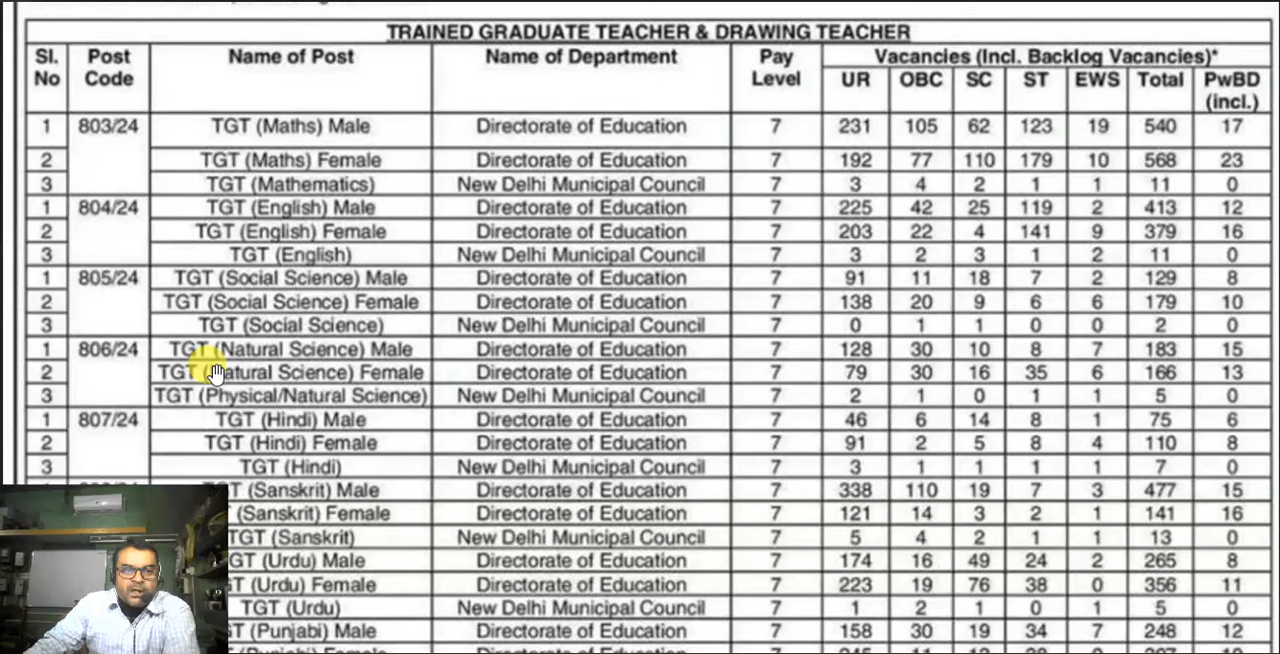 TRAINED GRADUATE TEACHER & DRAWING TEACHER
Sl. No Post Code Name of Post Name of Department Pay Level Vacancies (Incl. Backlog Vacancies)*
UR OBC SC ST EWS Total PwBD (incl.)
1 803/24 TGT (Maths) Male Directorate of Education 7 231 105 62 123 19 540 17
2 TGT (Maths) Female Directorate of Education 7 192 77 110 179 10 568 23
3 TGT (Mathematics) New Delhi Municipal Council 7 3 4 2 1 1 11 0
1 804/24 TGT (English) Male Directorate of Education 7 225 42 25 119 2 413 12
2 TGT (English) Female Directorate of Education 7 203 22 4 141 9 379 16
3 TGT (English) New Delhi Municipal Council 7 3 2 3 1 2 11 0
1 805/24 TGT (Social Science) Male Directorate of Education 7 91 11 18 7 2 129 8
2 TGT (Social Science) Female Directorate of Education 7 138 20 9 6 6 179 10
3 TGT (Social Science) New Delhi Municipal Council 7 0 1 1 0 0 2 0
1 806/24 TGT (Natural Science) Male Directorate of Education 7 128 30 10 8 7 183 15
2 TGT (Natural Science) Female Directorate of Education 7 79 30 16 35 6 166 13
3 TGT (Physical/Natural Science) New Delhi Municipal Council 7 2 1 0 1 1 5 0
1 807/24 TGT (Hindi) Male Directorate of Education 7 46 6 14 8 1 75 6
2 TGT (Hindi) Female Directorate of Education 7 91 2 5 8 4 110 8
3 TGT (Hindi) New Delhi Municipal Council 7 3 1 1 1 1 7 0
(Sanskrit) Male Directorate of Education 7 338 110 19 7 3 477 15
(Sanskrit) Female Directorate of Education 7 121 14 3 2 1 141 16
TGT (Sanskrit) New Delhi Municipal Council 7 5 4 2 1 1 13 0
GT (Urdu) Male Directorate of Education 7 174 16 49 24 2 265 8
GT (Urdu) Female Directorate of Education 7 223 19 76 38 0 356 11
TGT (Urdu) New Delhi Municipal Council 7 1 2 1 0 1 5 0
(Punjabi) Male Directorate of Education 7 158 30 19 34 7 248 12